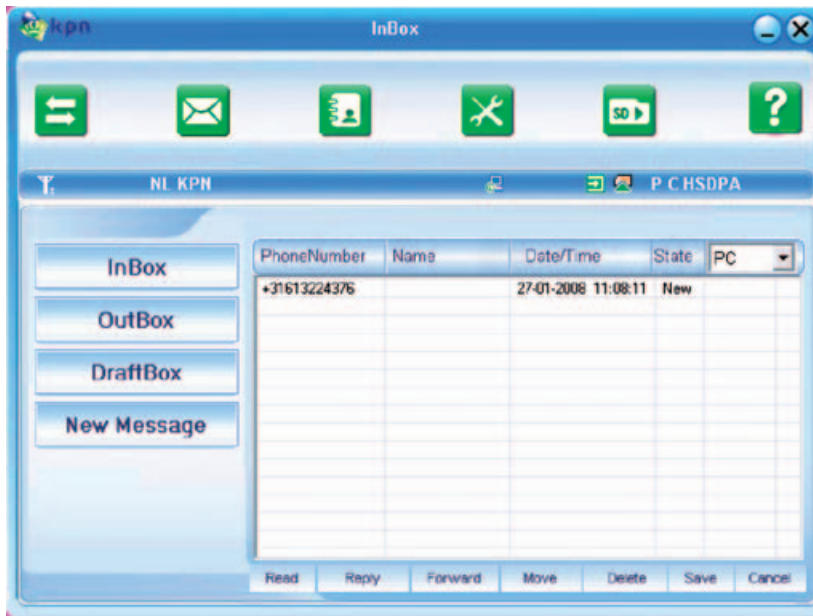 kpn InBox
SD ?
NL KPN P C HSDPA
InBox
OutBox
DraftBox
New Message
PhoneNumber Name Date/Time State PC
+31613224376 27-01-2008 11:08:11 New
Read Reply Forward Move Delete Save Cancel